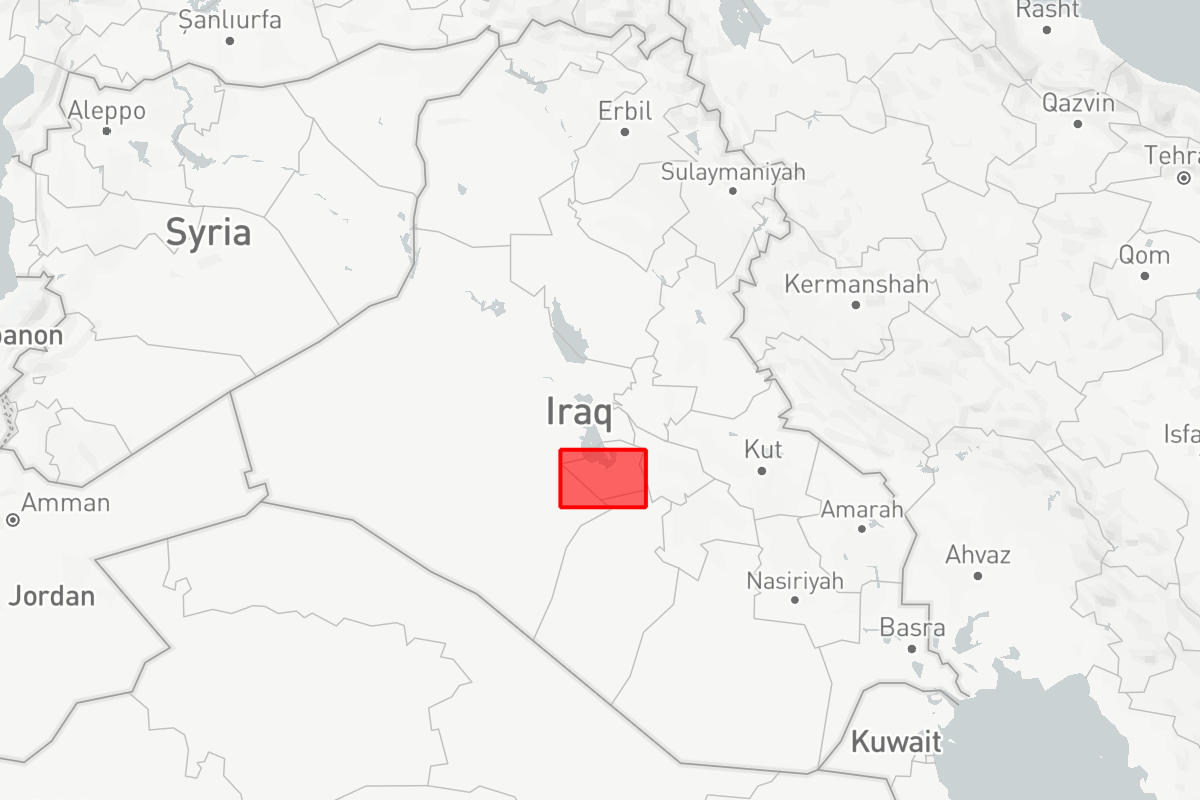 Şanlıurfa
Rasht
Aleppo
Erbil
Qazvin
Tehra
Sulaymaniyah
Syria
Qom
Kermanshah
banon
Iraq
Isfa
Kut
Amman
Amarah
Ahvaz
Jordan
Nasiriyah
Basra
Kuwait